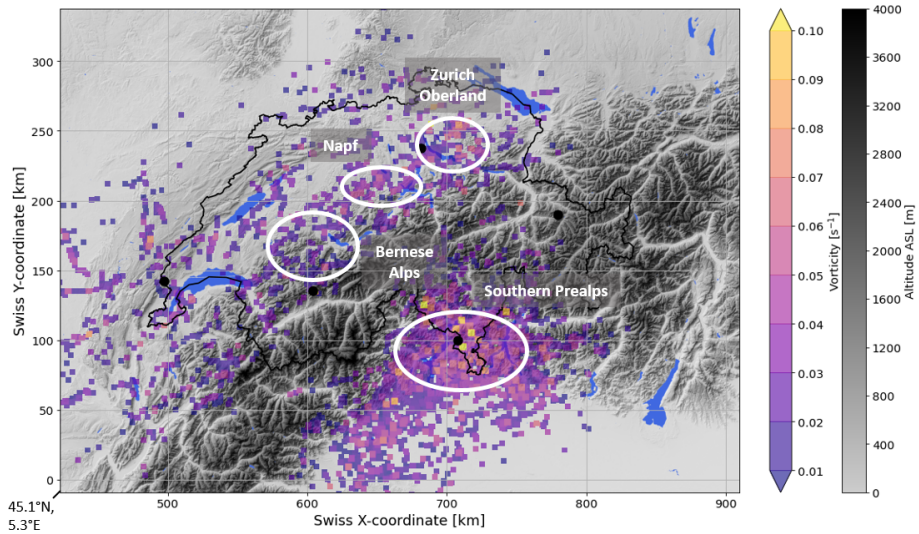 Zurich
Oberland
Napf
Bernese
Alps
Southern Prealps
300
250
200
150
100
50
0
Swiss Y-coordinate [km]
500
600
700
800
900
Swiss X-coordinate [km]
45.1°N,
5.3°E
0.10
0.09
0.08
0.07
0.06
0.05
0.04
0.03
0.02
0.01
Vorticity [s⁻¹]
4000
3600
3200
2800
2400
2000
1600
1200
800
400
0
Altitude ASL [m]